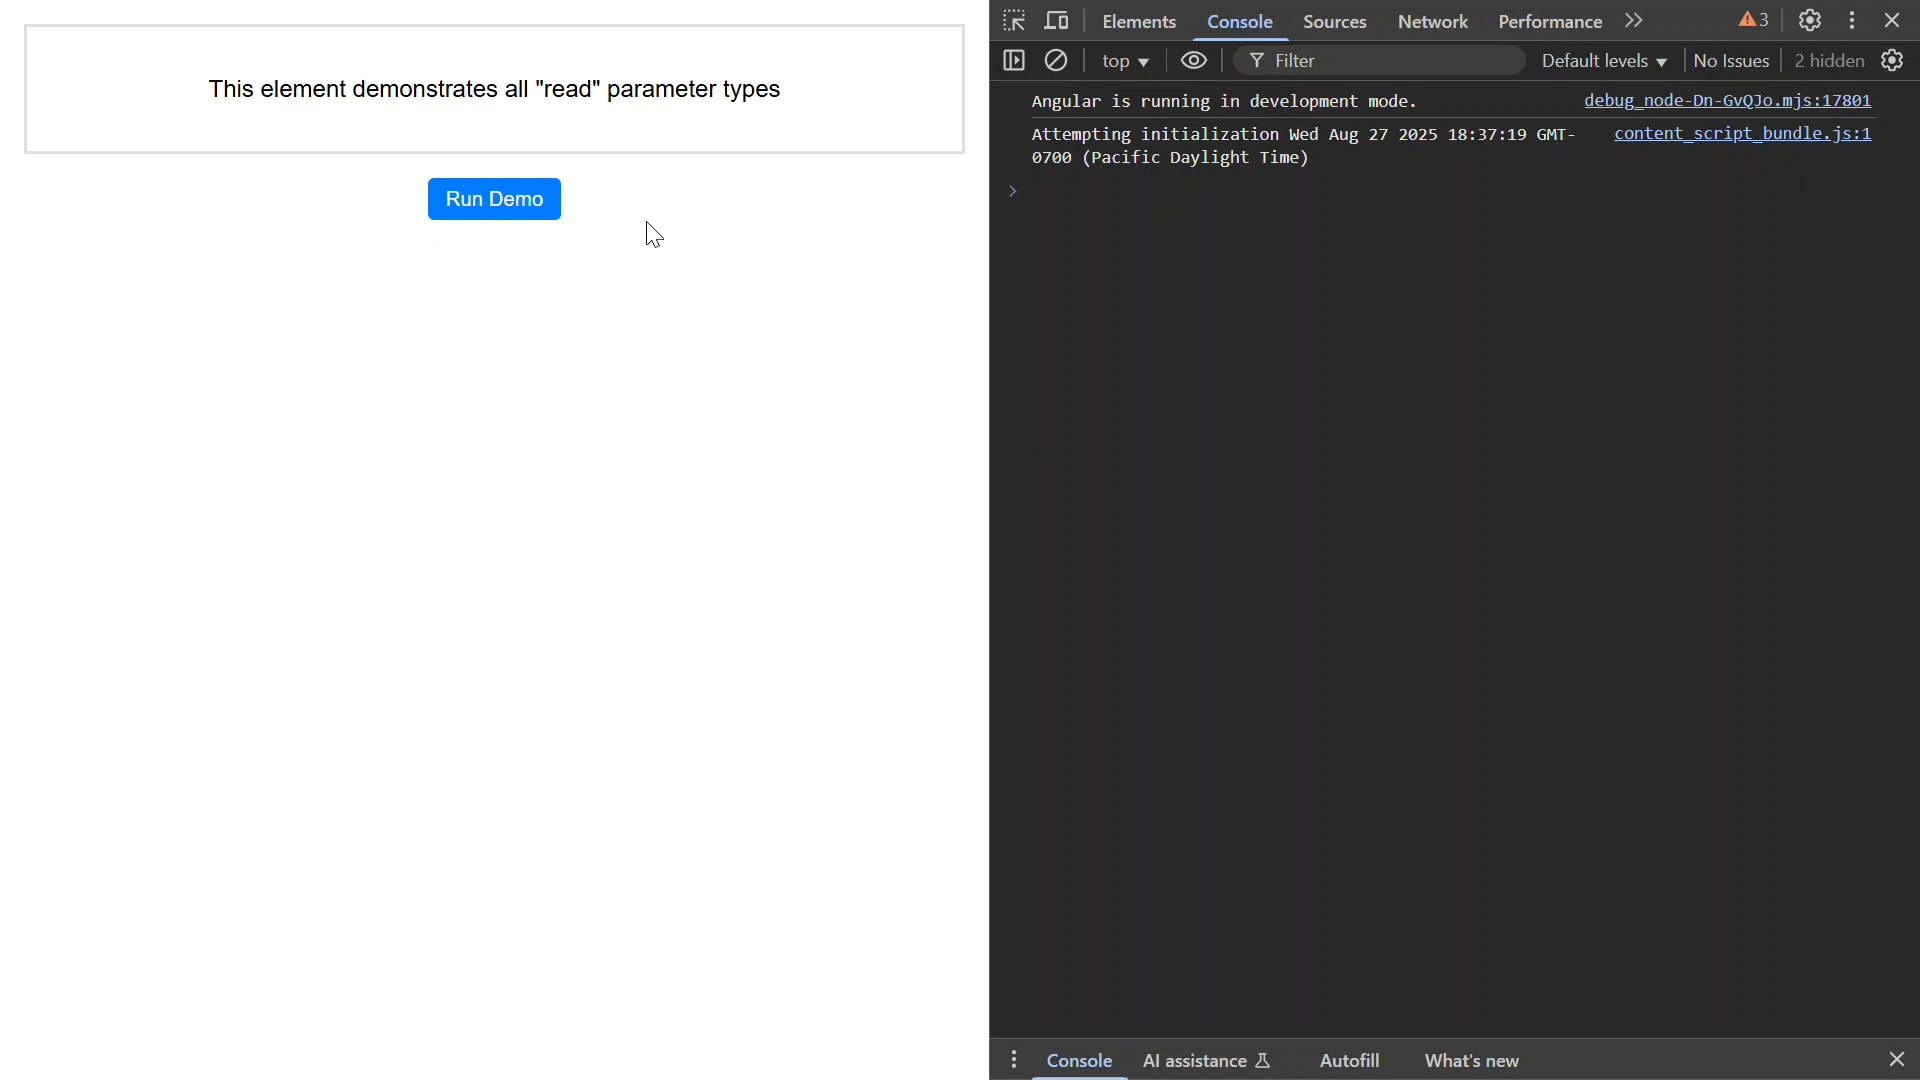 This element demonstrates all "read" parameter types
Run Demo
Elements Console Sources Network Performance 3
top Filter Default levels No Issues 2 hidden
Angular is running in development mode. debug_node-Dn-GvQJo.mjs:17801
Attempting initialization Wed Aug 27 2025 18:37:19 GMT- content_script_bundle.js:1
0700 (Pacific Daylight Time)
Console AI assistance Autofill What's new